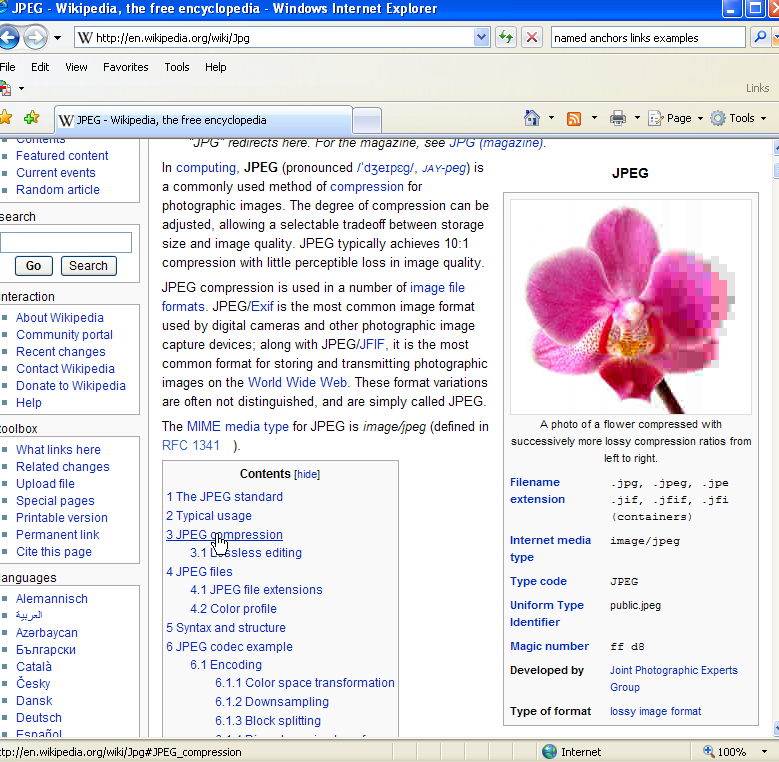 JPEG - Wikipedia, the free encyclopedia - Windows Internet Explorer
W http://en.wikipedia.org/wiki/Jpg
named anchors links examples
File Edit View Favorites Tools Help
Links
W JPEG - Wikipedia, the free encyclopedia
Page Tools
Contents
Featured content
Current events
Random article
search
Go Search
interaction
About Wikipedia
Community portal
Recent changes
Contact Wikipedia
Donate to Wikipedia
Help
toolbox
What links here
Related changes
Upload file
Special pages
Printable version
Permanent link
Cite this page
languages
Alemannisch
العربية
Azərbaycan
Български
Català
Česky
Dansk
Deutsch
Español
"JPG" redirects here. For the magazine, see JPG (magazine).
In computing, JPEG (pronounced /ˈdʒeɪpɛɡ/, JAY-peg) is
a commonly used method of compression for
photographic images. The degree of compression can be
adjusted, allowing a selectable tradeoff between storage
size and image quality. JPEG typically achieves 10:1
compression with little perceptible loss in image quality.
JPEG compression is used in a number of image file
formats. JPEG/Exif is the most common image format
used by digital cameras and other photographic image
capture devices; along with JPEG/JFIF, it is the most
common format for storing and transmitting photographic
images on the World Wide Web. These format variations
are often not distinguished, and are simply called JPEG.
The MIME media type for JPEG is image/jpeg (defined in
RFC 1341 ).
Contents [hide]
1 The JPEG standard
2 Typical usage
3 JPEG compression
3.1 Lossless editing
4 JPEG files
4.1 JPEG file extensions
4.2 Color profile
5 Syntax and structure
6 JPEG codec example
6.1 Encoding
6.1.1 Color space transformation
6.1.2 Downsampling
6.1.3 Block splitting
JPEG
A photo of a flower compressed with
successively more lossy compression ratios from
left to right.
Filename .jpg, .jpeg, .jpe
extension .jif, .jfif, .jfi
(containers)
Internet media image/jpeg
type
Type code JPEG
Uniform Type public.jpeg
Identifier
Magic number ff d8
Developed by Joint Photographic Experts
Group
Type of format lossy image format
ttp://en.wikipedia.org/wiki/Jpg#JPEG_compression
Internet
100%